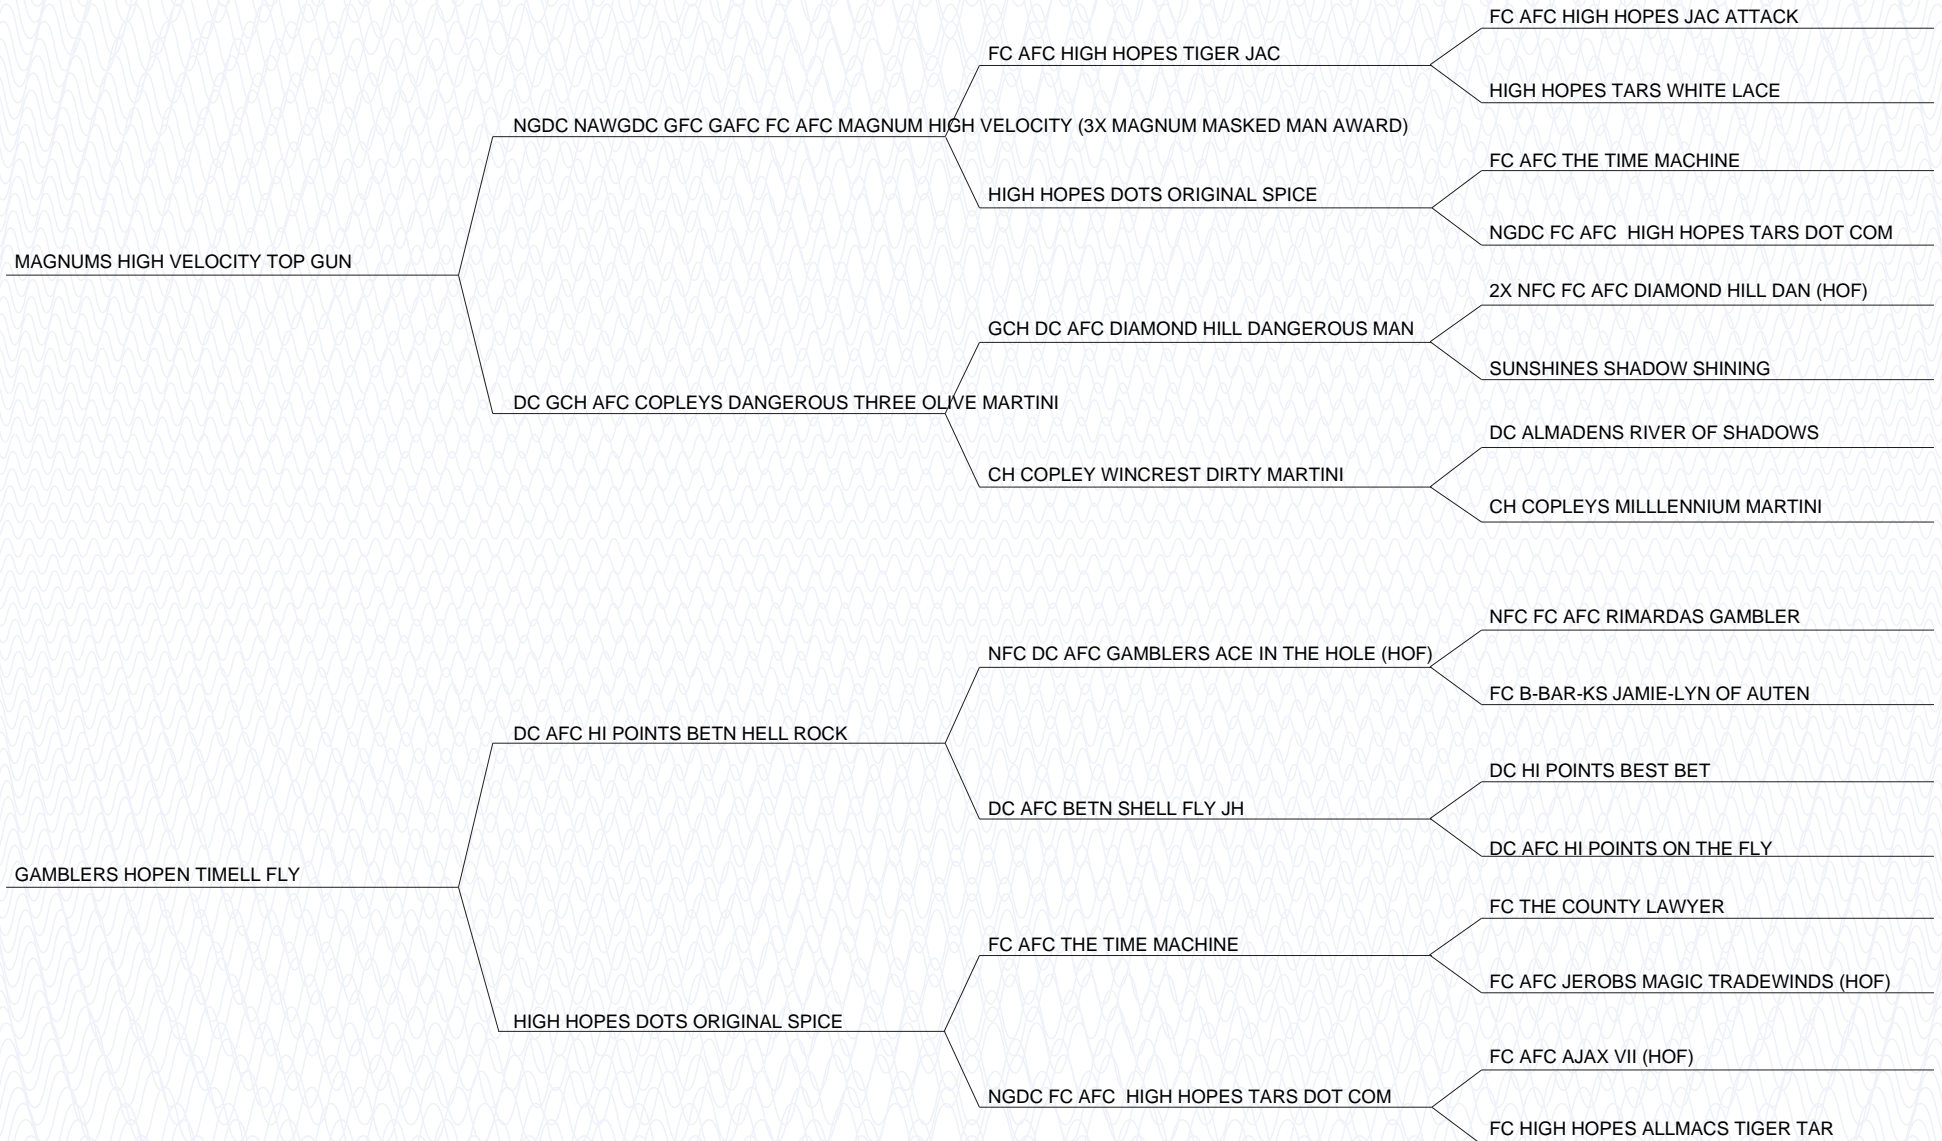 FC AFC HIGH HOPES JAC ATTACK
FC AFC HIGH HOPES TIGER JAC
HIGH HOPES TARS WHITE LACE
NGDC NAWGDC GFC GAFC FC AFC MAGNUM HIGH VELOCITY (3X MAGNUM MASKED MAN AWARD)
FC AFC THE TIME MACHINE
HIGH HOPES DOTS ORIGINAL SPICE
NGDC FC AFC  HIGH HOPES TARS DOT COM
MAGNUMS HIGH VELOCITY TOP GUN
2X NFC FC AFC DIAMOND HILL DAN (HOF)
GCH DC AFC DIAMOND HILL DANGEROUS MAN
SUNSHINES SHADOW SHINING
DC GCH AFC COPLEYS DANGEROUS THREE OLIVE MARTINI
DC ALMADENS RIVER OF SHADOWS
CH COPLEY WINCREST DIRTY MARTINI
CH COPLEYS MILLLENNIUM MARTINI
NFC FC AFC RIMARDAS GAMBLER
NFC DC AFC GAMBLERS ACE IN THE HOLE (HOF)
FC B-BAR-KS JAMIE-LYN OF AUTEN
DC AFC HI POINTS BETN HELL ROCK
DC HI POINTS BEST BET
DC AFC BETN SHELL FLY JH
DC AFC HI POINTS ON THE FLY
GAMBLERS HOPEN TIMELL FLY
FC THE COUNTY LAWYER
FC AFC THE TIME MACHINE
FC AFC JEROBS MAGIC TRADEWINDS (HOF)
HIGH HOPES DOTS ORIGINAL SPICE
FC AFC AJAX VII (HOF)
NGDC FC AFC  HIGH HOPES TARS DOT COM
FC HIGH HOPES ALLMACS TIGER TAR